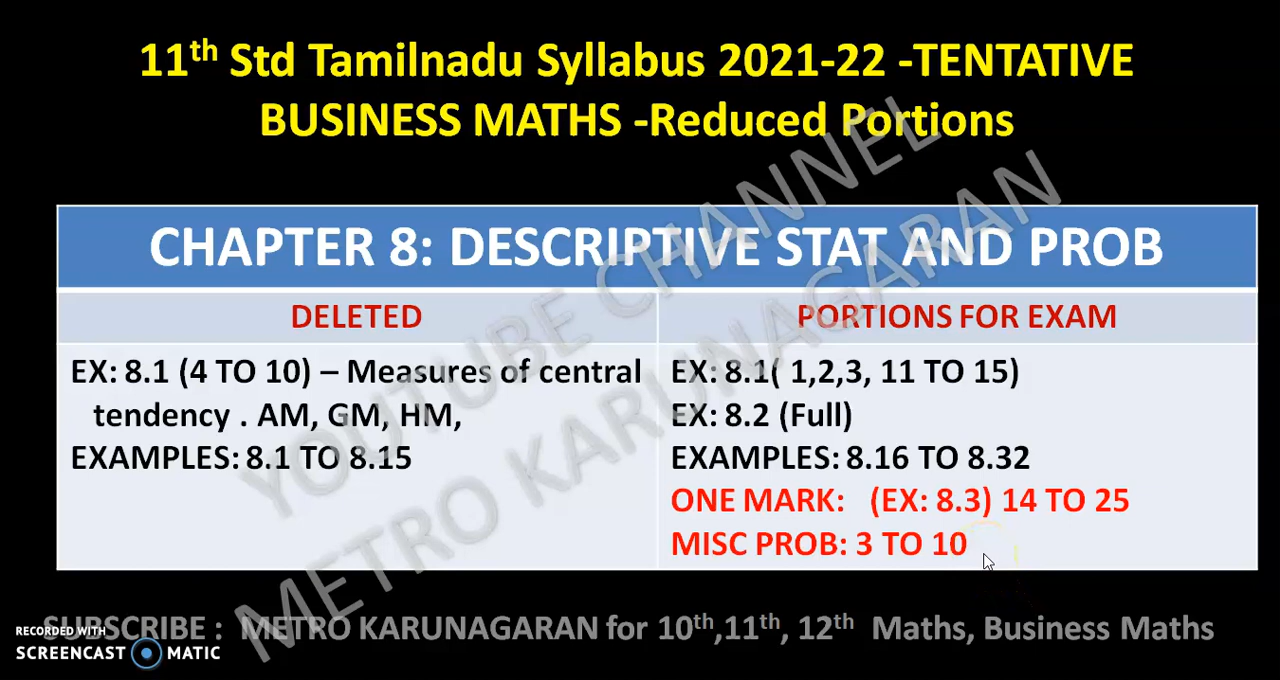 11th Std Tamilnadu Syllabus 2021-22 -TENTATIVE
BUSINESS MATHS -Reduced Portions
CHAPTER 8: DESCRIPTIVE STAT AND PROB
DELETED
PORTIONS FOR EXAM
EX: 8.1 (4 TO 10) – Measures of central
tendency . AM, GM, HM,
EXAMPLES: 8.1 TO 8.15
EX: 8.1( 1,2,3, 11 TO 15)
EX: 8.2 (Full)
EXAMPLES: 8.16 TO 8.32
ONE MARK: (EX: 8.3) 14 TO 25
MISC PROB: 3 TO 10
YOUTUBE CHANNEL
METRO KARUNAGARAN
SUBSCRIBE : METRO KARUNAGARAN for 10th,11th, 12th Maths, Business Maths
RECORDED WITH
SCREENCAST MATIC